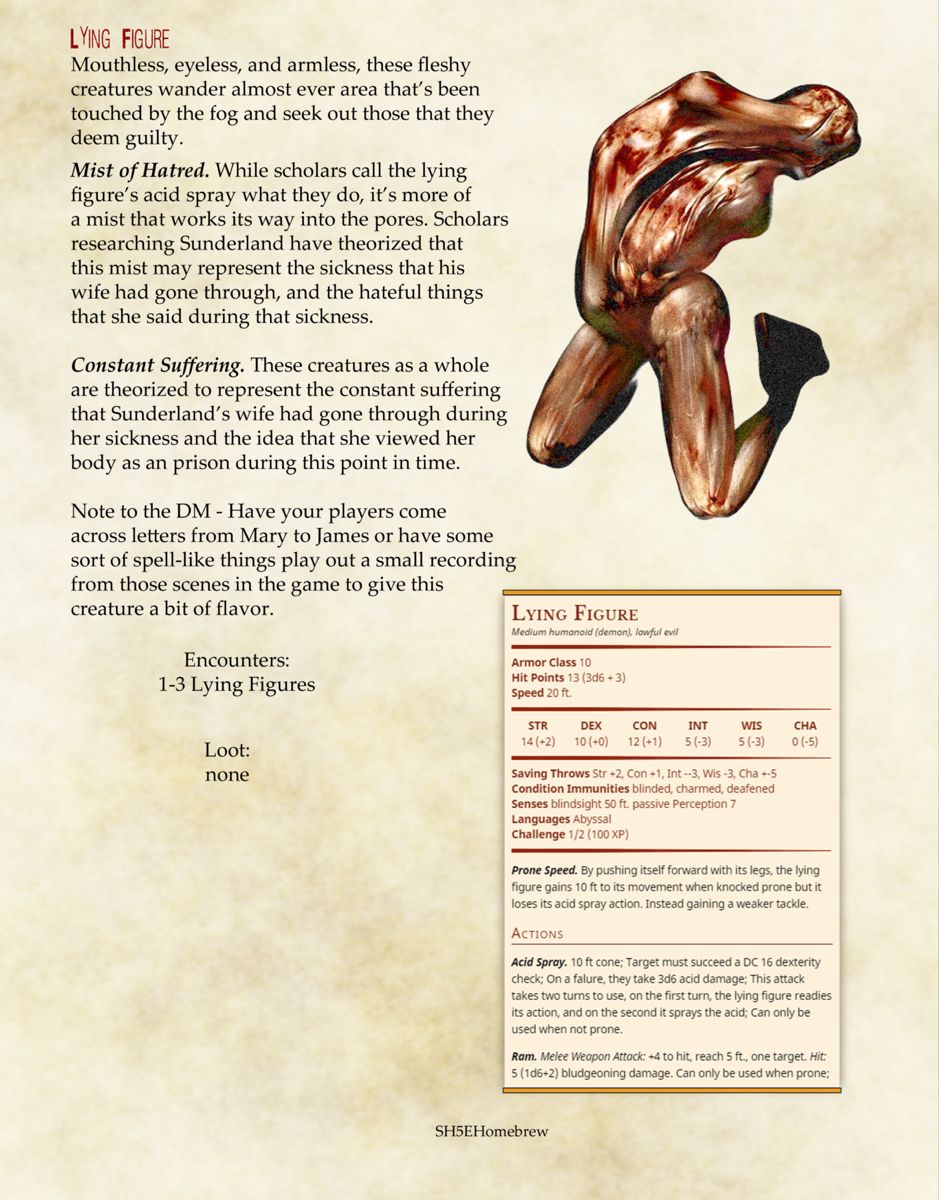 Lying Figure
Mouthless, eyeless, and armless, these fleshy
creatures wander almost ever area that's been
touched by the fog and seek out those that they
deem guilty.
Mist of Hatred. While scholars call the lying
figure's acid spray what they do, it's more of
a mist that works its way into the pores. Scholars
researching Sunderland have theorized that
this mist may represent the sickness that his
wife had gone through, and the hateful things
that she said during that sickness.
Constant Suffering. These creatures as a whole
are theorized to represent the constant suffering
that Sunderland's wife had gone through during
her sickness and the idea that she viewed her
body as an prison during this point in time.
Note to the DM - Have your players come
across letters from Mary to James or have some
sort of spell-like things play out a small recording
from those scenes in the game to give this
creature a bit of flavor.
Encounters:
1-3 Lying Figures
Loot:
none
Lying Figure
Medium humanoid (demon), lawful evil
Armor Class 10
Hit Points 13 (3d6 + 3)
Speed 20 ft.
STR DEX CON INT WIS CHA
14 (+2) 10 (+0) 12 (+1) 5 (-3) 5 (-3) 0 (-5)
Saving Throws Str +2, Con +1, Int --3, Wis -3, Cha +-5
Condition Immunities blinded, charmed, deafened
Senses blindsight 50 ft. passive Perception 7
Languages Abyssal
Challenge 1/2 (100 XP)
Prone Speed. By pushing itself forward with its legs, the lying
figure gains 10 ft to its movement when knocked prone but it
loses its acid spray action. Instead gaining a weaker tackle.
Actions
Acid Spray. 10 ft cone; Target must succeed a DC 16 dexterity
check; On a falure, they take 3d6 acid damage; This attack
takes two turns to use, on the first turn, the lying figure readies
its action, and on the second it sprays the acid; Can only be
used when not prone.
Ram. Melee Weapon Attack: +4 to hit, reach 5 ft., one target. Hit:
5 (1d6+2) bludgeoning damage. Can only be used when prone;
SH5EHomebrew